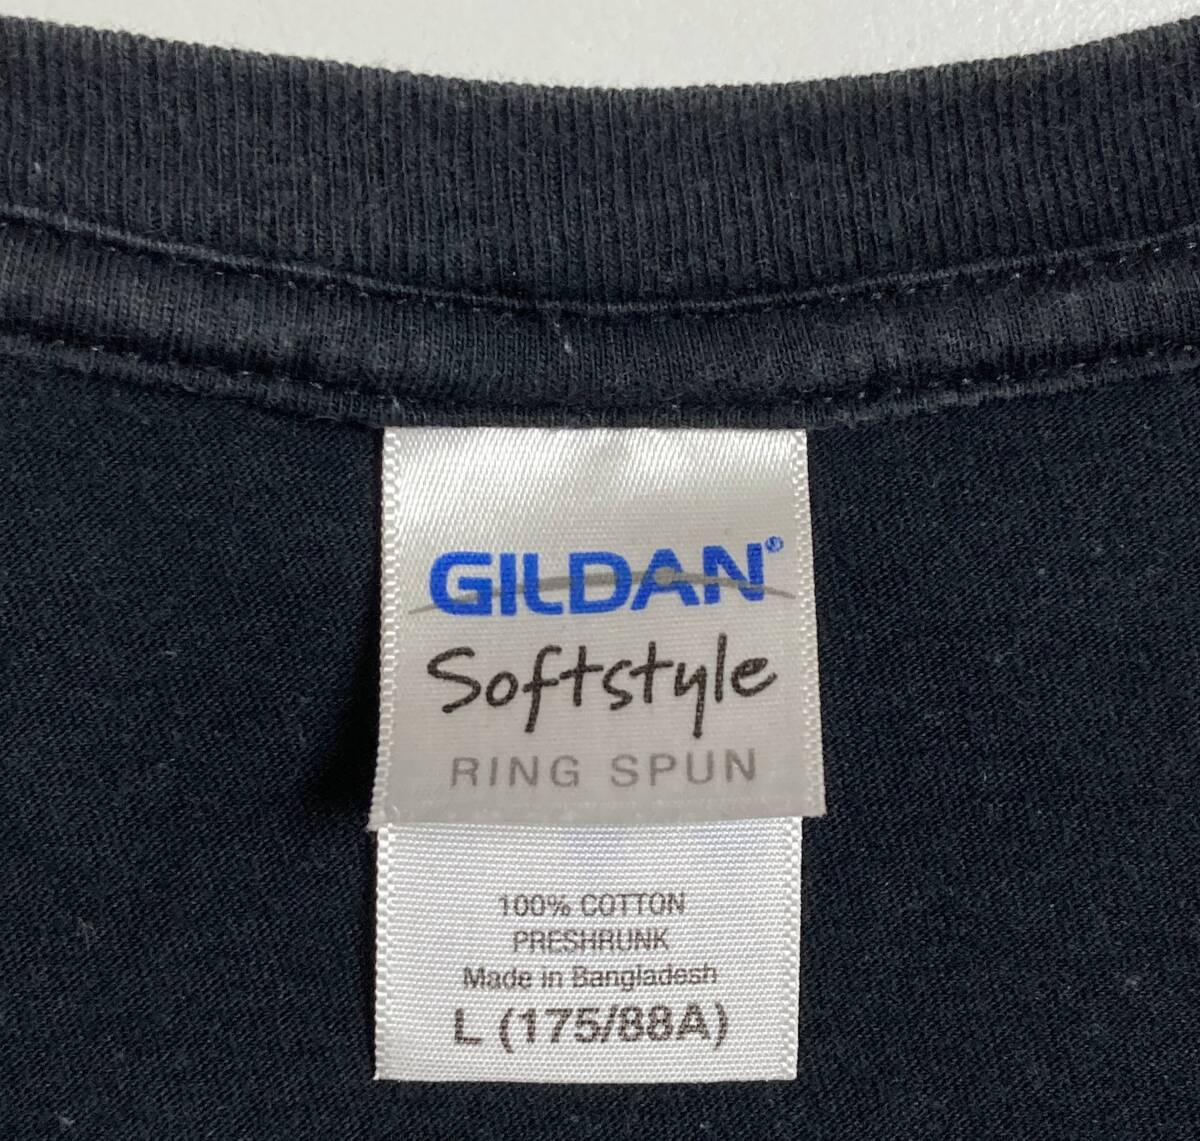 GILDAN®
Softstyle
RING SPUN
100% COTTON
PRESHRUNK
Made in Bangladesh
L (175/88A)